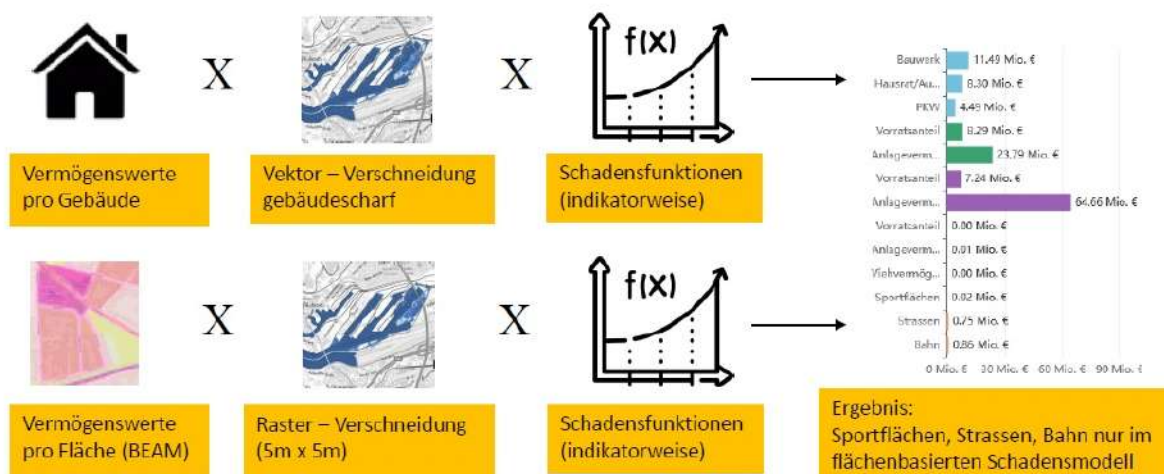 X
X
f(x)
Vermögenswerte
pro Gebäude
Vektor – Verschneidung
gebäudescharf
Schadensfunktionen
(indikatorweise)
X
X
f(x)
Vermögenswerte
pro Fläche (BEAM)
Raster – Verschneidung
(5m x 5m)
Schadensfunktionen
(indikatorweise)
Bauwerk 11.49 Mio. €
Hausrat/Au... 8.30 Mio. €
PKW 4.49 Mio. €
Vorratsanteil 8.29 Mio. €
Anlageverm... 23.79 Mio. €
Vorratsanteil 7.24 Mio. €
Anlageverm... 64.66 Mio. €
Vorratsanteil 0.00 Mio. €
Anlageverm... 0.01 Mio. €
Viehvermög... 0.00 Mio. €
Sportflächen 0.02 Mio. €
Strassen 0.75 Mio. €
Bahn 0.86 Mio. €
0 Mio. € 30 Mio. € 60 Mio. € 90 Mio. €
Ergebnis:
Sportflächen, Strassen, Bahn nur im
flächenbasierten Schadensmodell